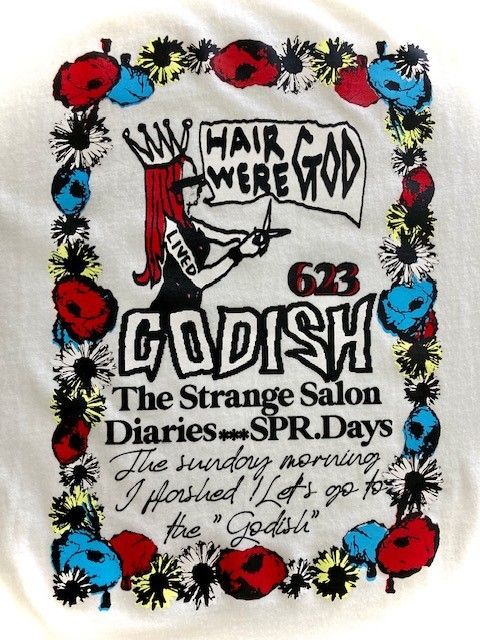 HAIR
WERE GOD
LIVED
623
GODISH
The Strange Salon
Diaries***SPR.Days
The sunday morning
I florshed! Let's go to
the "Godish"